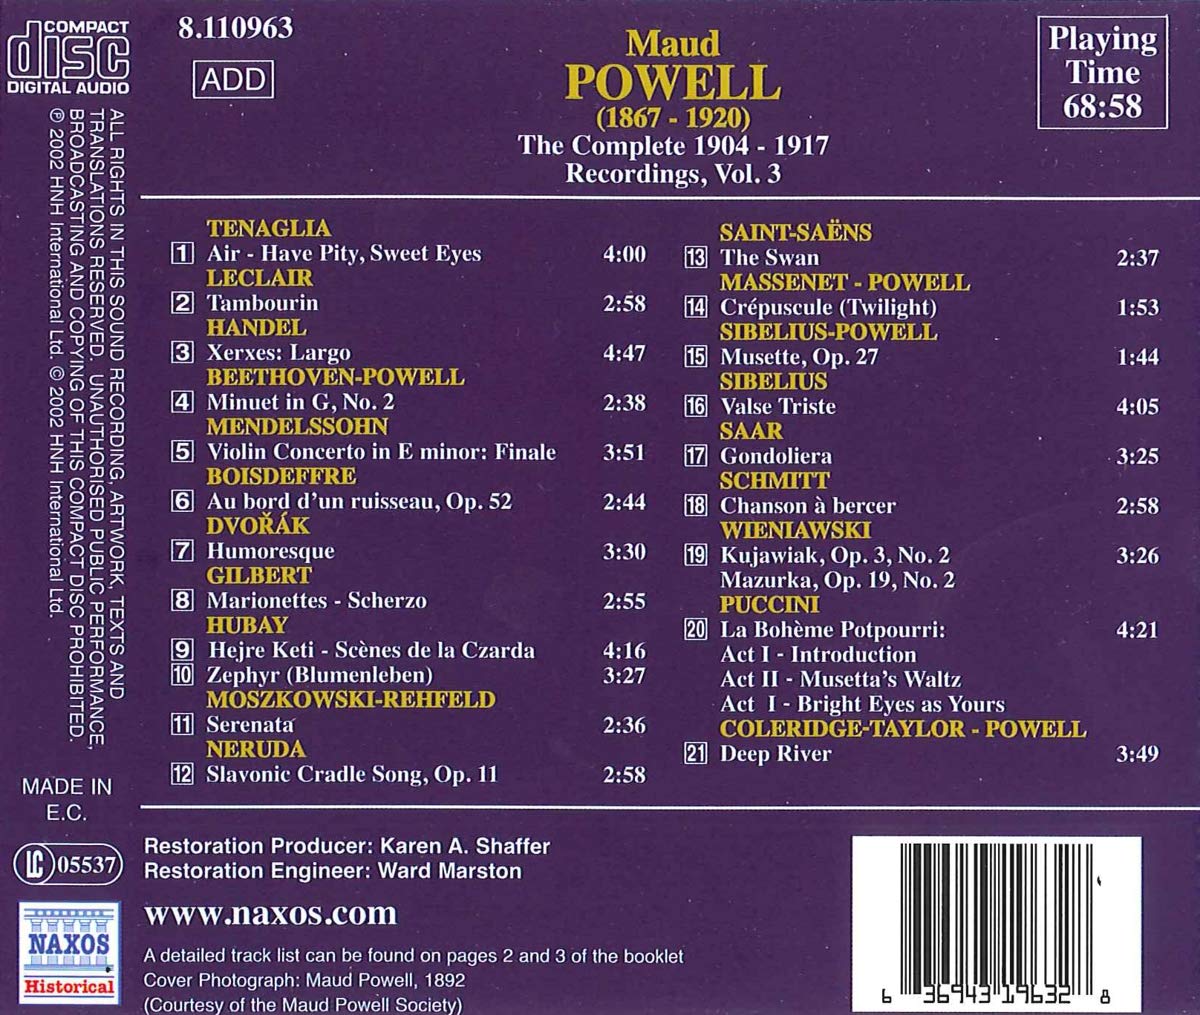 COMPACT
disc
DIGITAL AUDIO
8.110963
ADD
Maud
POWELL
(1867 - 1920)
The Complete 1904 - 1917
Recordings, Vol. 3
Playing
Time
68:58
ALL RIGHTS IN THIS SOUND RECORDING, ARTWORK, TEXTS AND
TRANSLATIONS RESERVED. UNAUTHORISED PUBLIC PERFORMANCE,
BROADCASTING AND COPYING OF THIS COMPACT DISC PROHIBITED.
℗ 2002 HNH International Ltd. © 2002 HNH International Ltd.
TENAGLIA
1 Air - Have Pity, Sweet Eyes 4:00
LECLAIR
2 Tambourin 2:58
HANDEL
3 Xerxes: Largo 4:47
BEETHOVEN-POWELL
4 Minuet in G, No. 2 2:38
MENDELSSOHN
5 Violin Concerto in E minor: Finale 3:51
BOISDEFFRE
6 Au bord d'un ruisseau, Op. 52 2:44
DVOŘÁK
7 Humoresque 3:30
GILBERT
8 Marionettes - Scherzo 2:55
HUBAY
9 Hejre Keti - Scènes de la Czarda 4:16
10 Zephyr (Blumenleben) 3:27
MOSZKOWSKI-REHFELD
11 Serenata 2:36
NERUDA
12 Slavonic Cradle Song, Op. 11 2:58
SAINT-SAËNS
13 The Swan 2:37
MASSENET - POWELL
14 Crépuscule (Twilight) 1:53
SIBELIUS-POWELL
15 Musette, Op. 27 1:44
SIBELIUS
16 Valse Triste 4:05
SAAR
17 Gondoliera 3:25
SCHMITT
18 Chanson à bercer 2:58
WIENIAWSKI
19 Kujawiak, Op. 3, No. 2 3:26
Mazurka, Op. 19, No. 2
PUCCINI
20 La Bohème Potpourri: 4:21
Act I - Introduction
Act II - Musetta's Waltz
Act I - Bright Eyes as Yours
COLERIDGE-TAYLOR - POWELL
21 Deep River 3:49
MADE IN
E.C.
LC 05537
NAXOS
Historical
Restoration Producer: Karen A. Shaffer
Restoration Engineer: Ward Marston
www.naxos.com
A detailed track list can be found on pages 2 and 3 of the booklet
Cover Photograph: Maud Powell, 1892
(Courtesy of the Maud Powell Society)
6 36943 19632 8